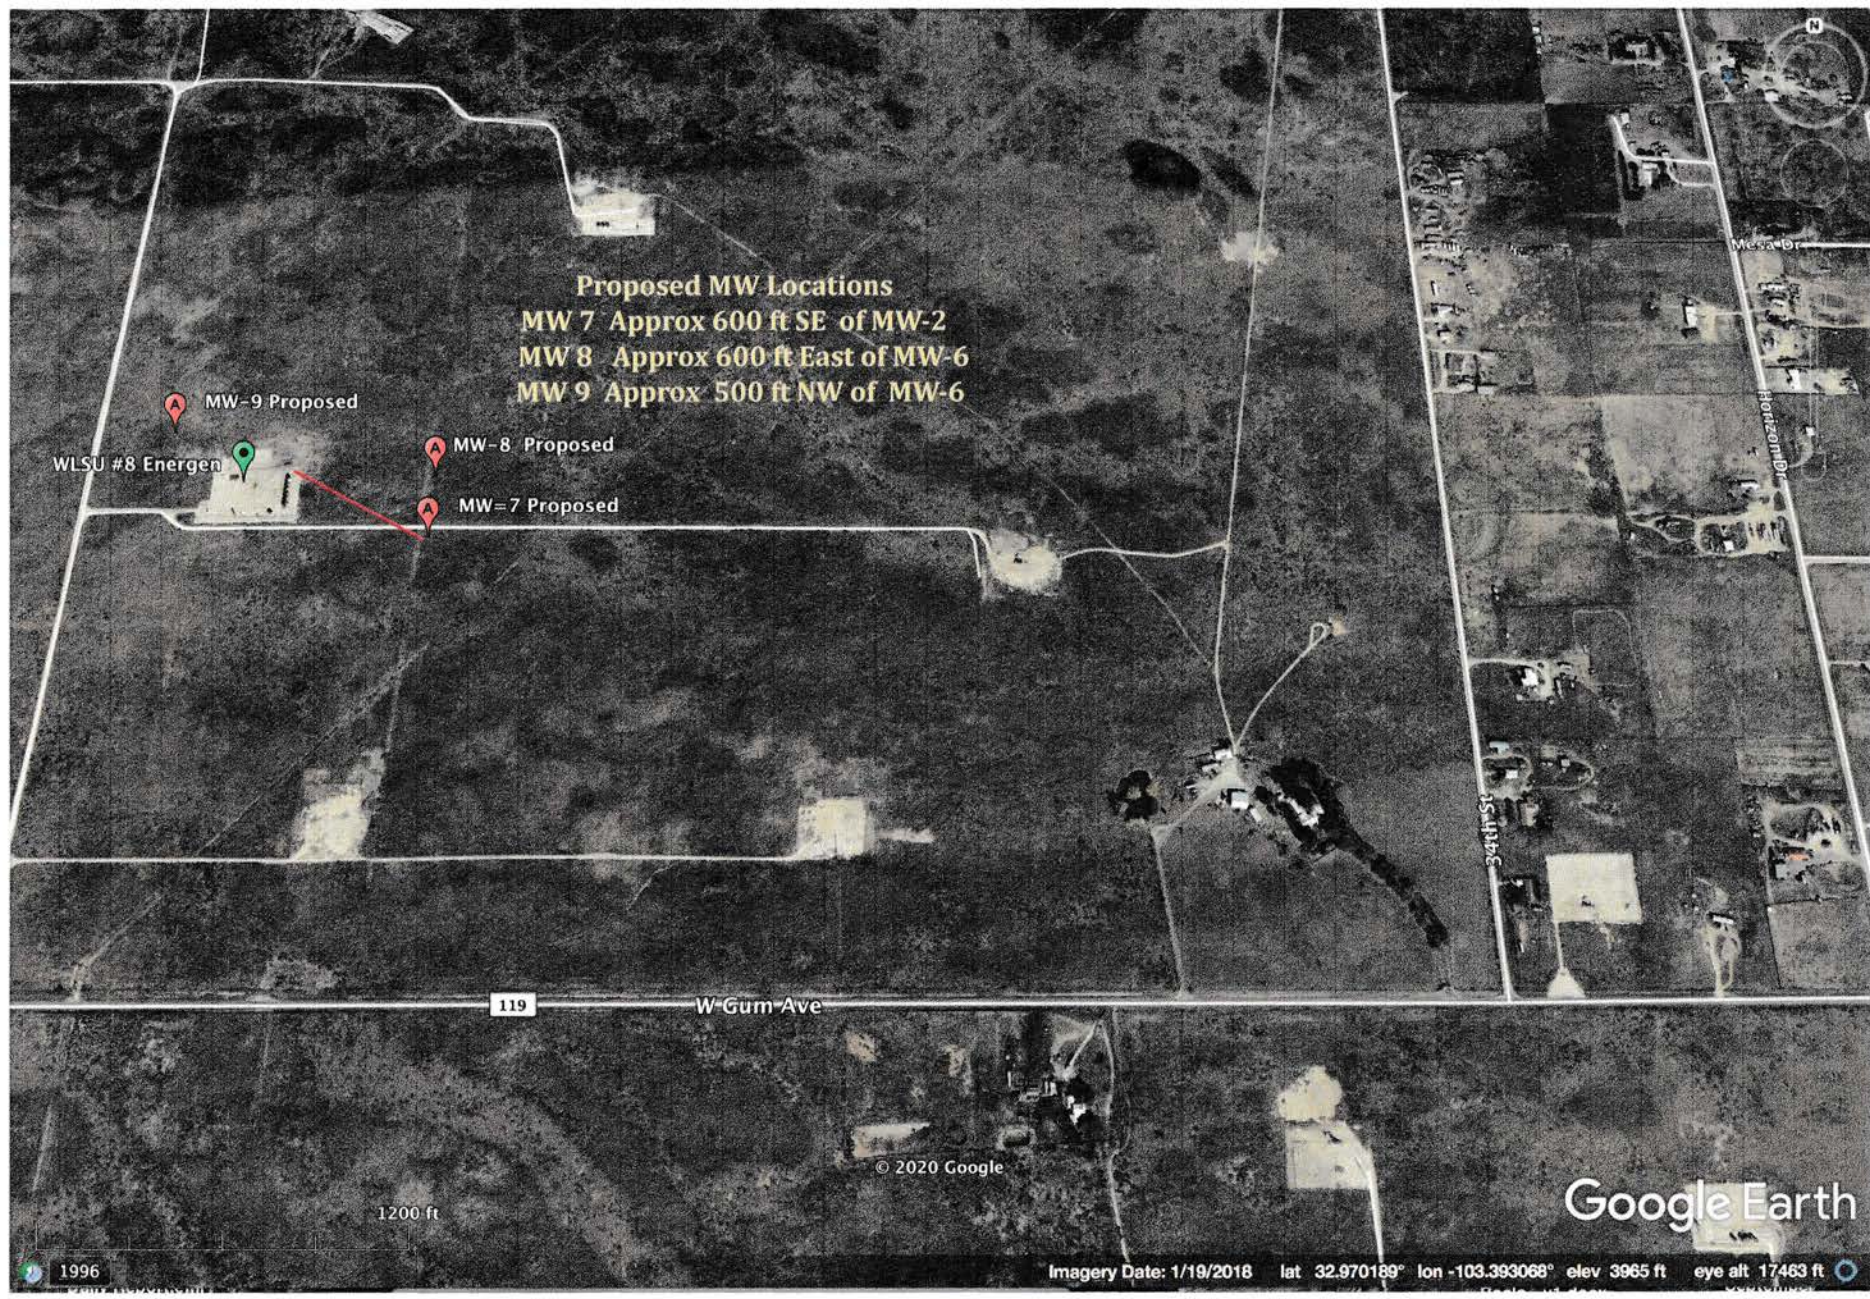 N
Mesa Dr
Proposed MW Locations
MW 7 Approx 600 ft SE of MW-2
MW 8 Approx 600 ft East of MW-6
MW 9 Approx 500 ft NW of MW-6
Horizon Dr
A MW-9 Proposed
A MW-8 Proposed
WLSU #8 Energen
A MW=7 Proposed
34th St
119
W Gum Ave
© 2020 Google
Google Earth
1200 ft
1996
Imagery Date: 1/19/2018 lat 32.970189° lon -103.393068° elev 3965 ft eye alt 17463 ft